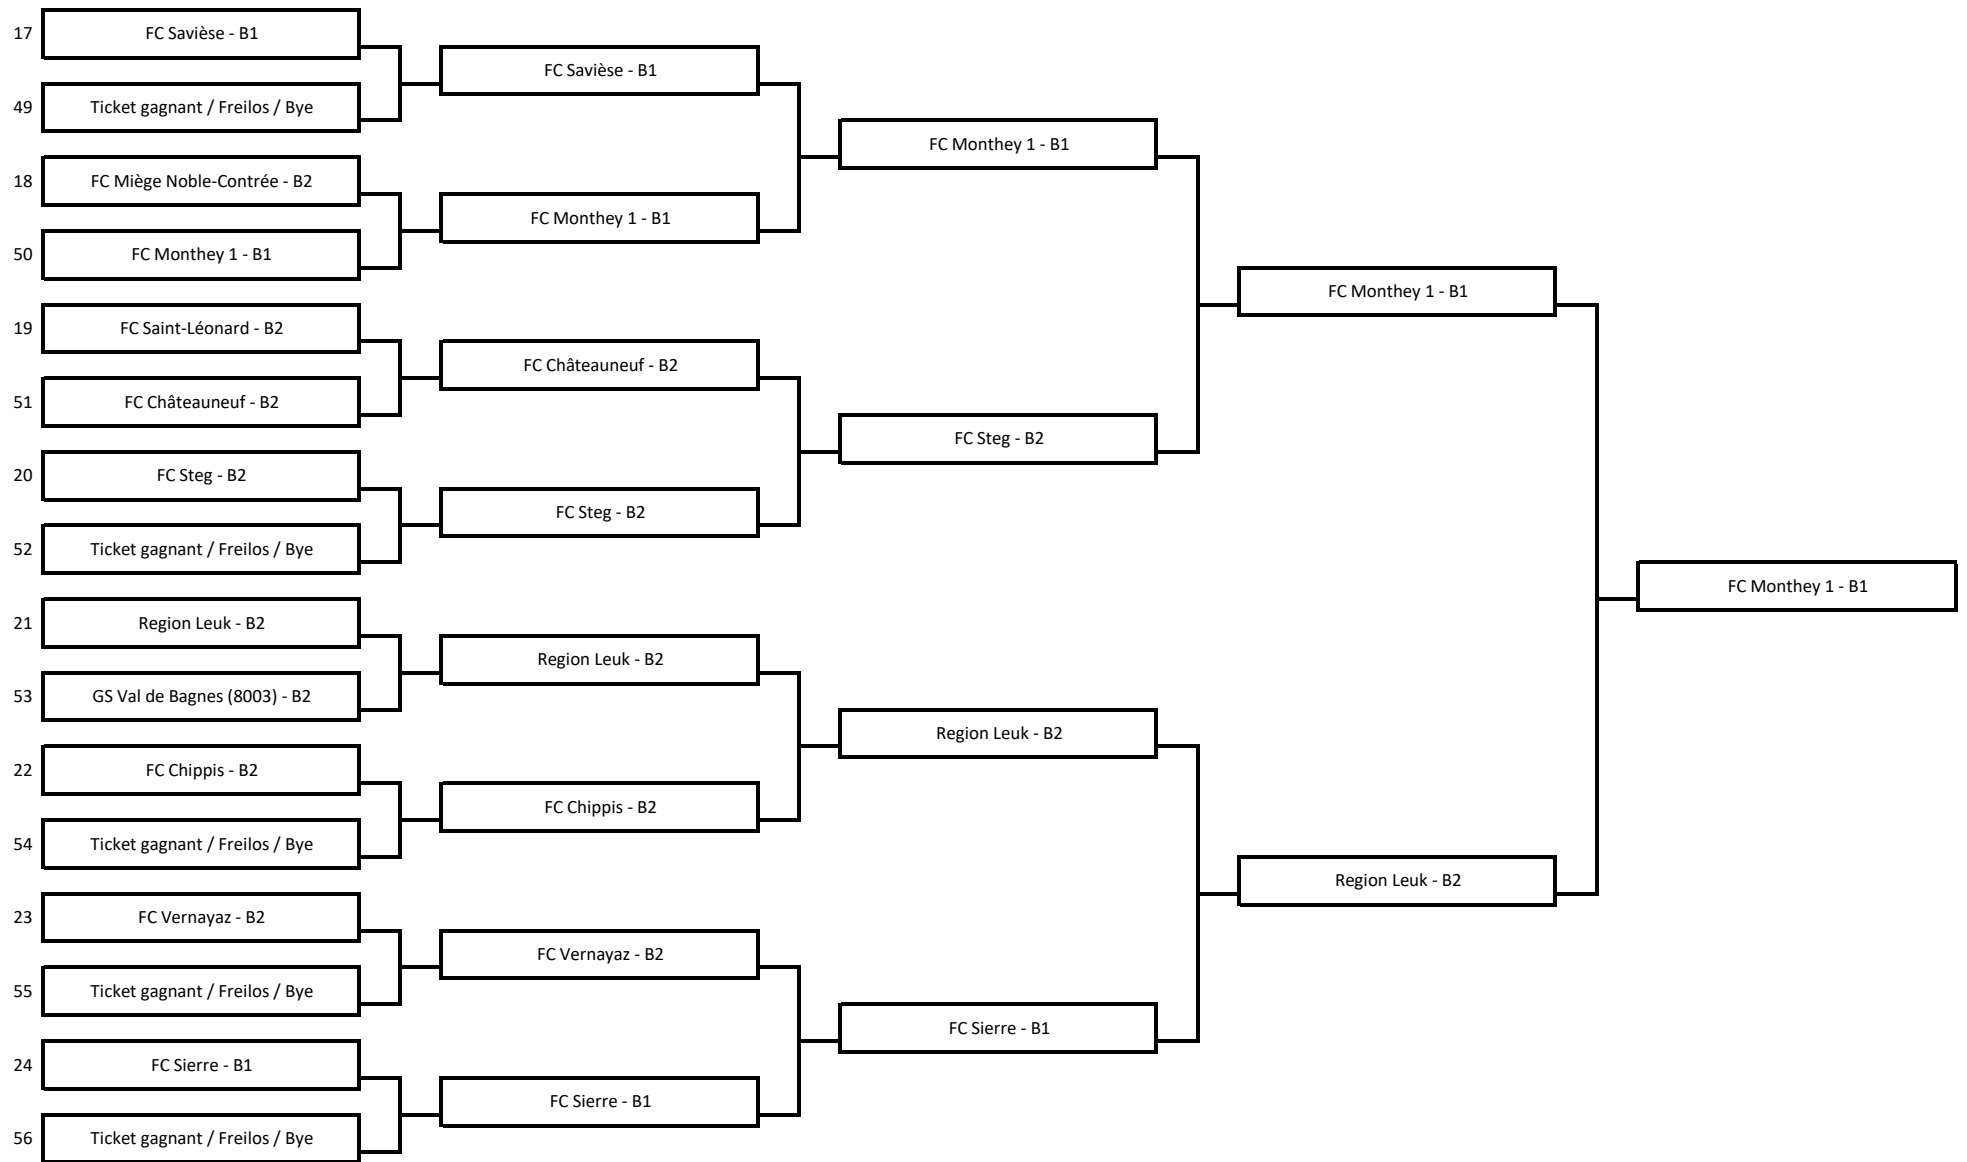 17
FC Savièse - B1
FC Savièse - B1
49
Ticket gagnant / Freilos / Bye
FC Monthey 1 - B1
18
FC Miège Noble-Contrée - B2
FC Monthey 1 - B1
50
FC Monthey 1 - B1
FC Monthey 1 - B1
19
FC Saint-Léonard - B2
FC Châteauneuf - B2
51
FC Châteauneuf - B2
FC Steg - B2
20
FC Steg - B2
FC Steg - B2
52
Ticket gagnant / Freilos / Bye
FC Monthey 1 - B1
21
Region Leuk - B2
Region Leuk - B2
53
GS Val de Bagnes (8003) - B2
Region Leuk - B2
22
FC Chippis - B2
FC Chippis - B2
54
Ticket gagnant / Freilos / Bye
Region Leuk - B2
23
FC Vernayaz - B2
FC Vernayaz - B2
55
Ticket gagnant / Freilos / Bye
FC Sierre - B1
24
FC Sierre - B1
FC Sierre - B1
56
Ticket gagnant / Freilos / Bye